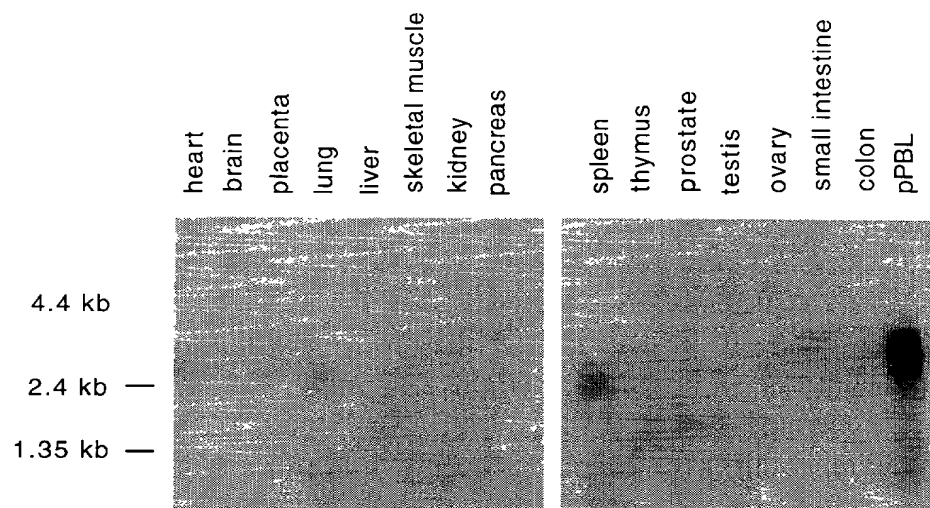 heart
brain
placenta
lung
liver
skeletal muscle
kidney
pancreas
spleen
thymus
prostate
testis
ovary
small intestine
colon
pPBL
4.4 kb
2.4 kb
1.35 kb